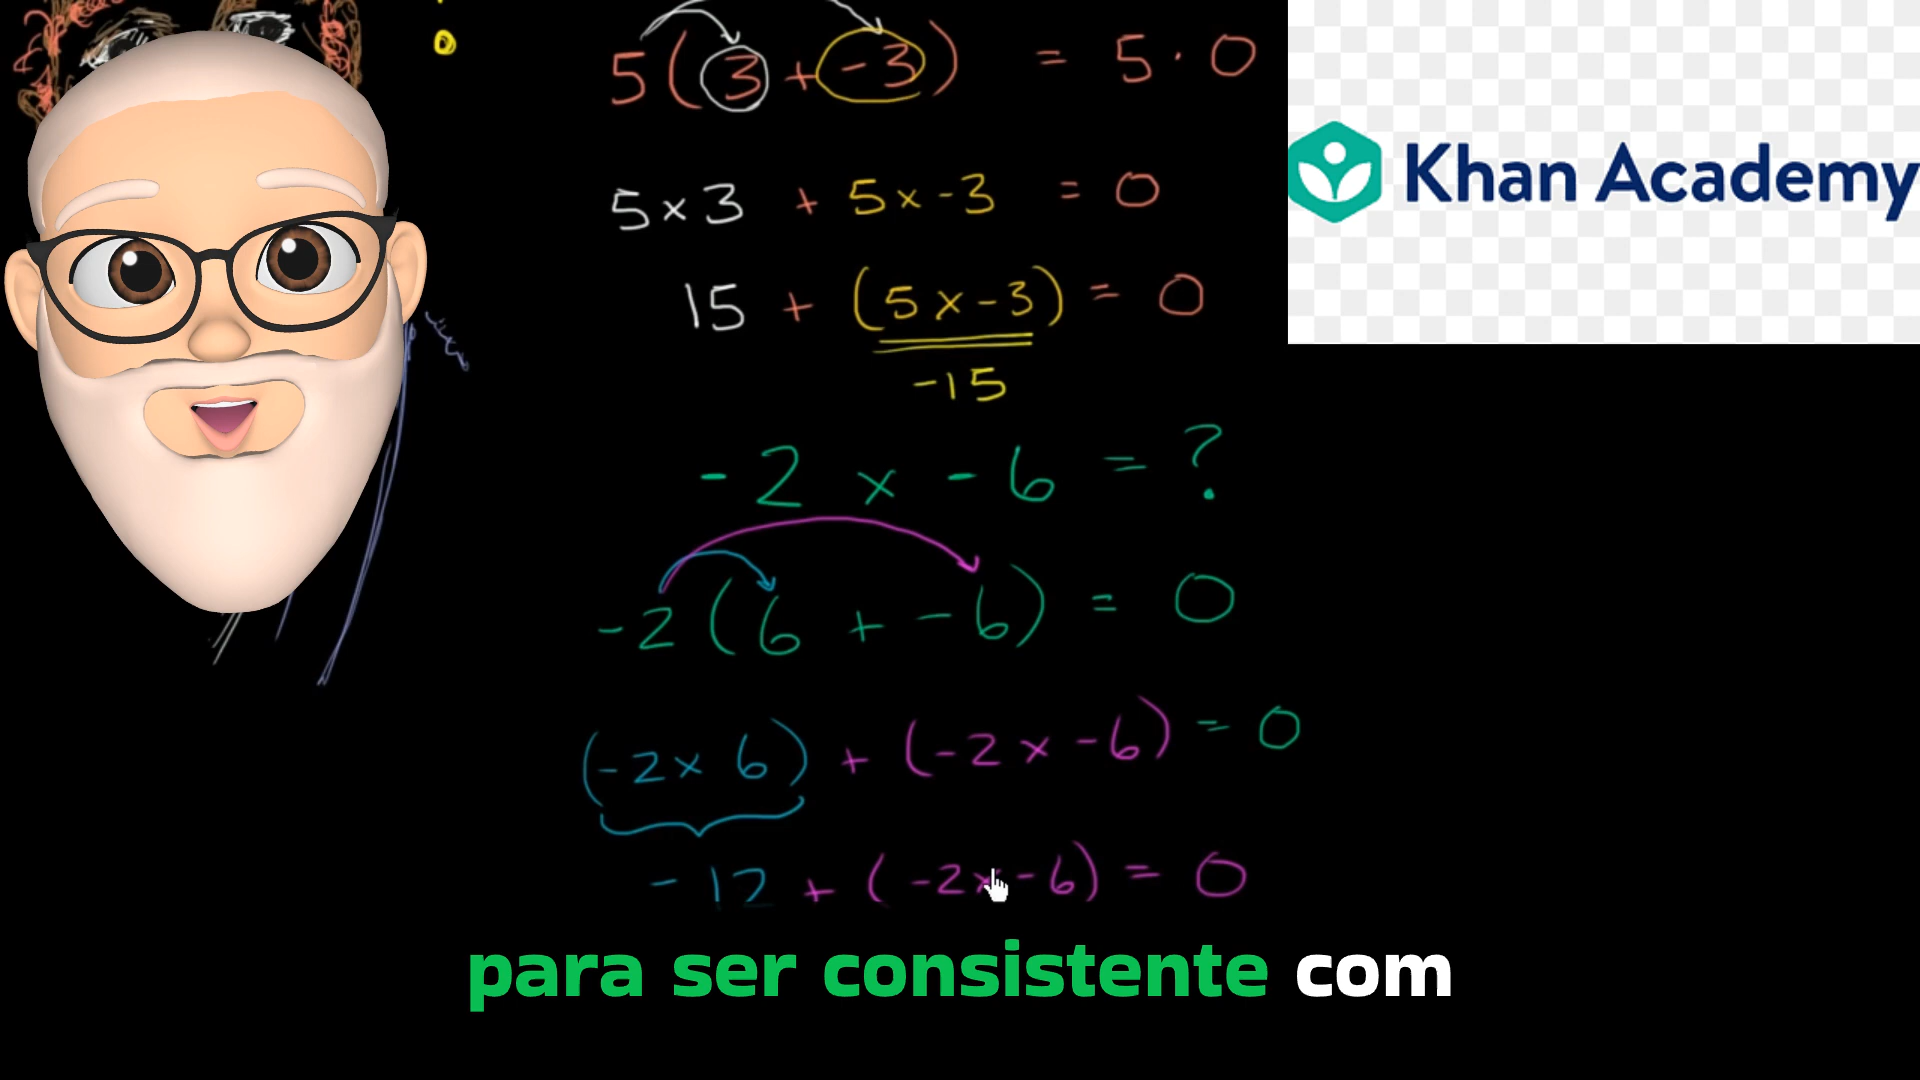 5(3 + -3) = 5 · 0
Khan Academy
5 x 3 + 5 x -3 = 0
15 + (5 x -3) = 0
-15
-2 x -6 = ?
-2(6 + -6) = 0
(-2 x 6) + (-2 x -6) = 0
-12 + (-2x -6) = 0
para ser consistente com